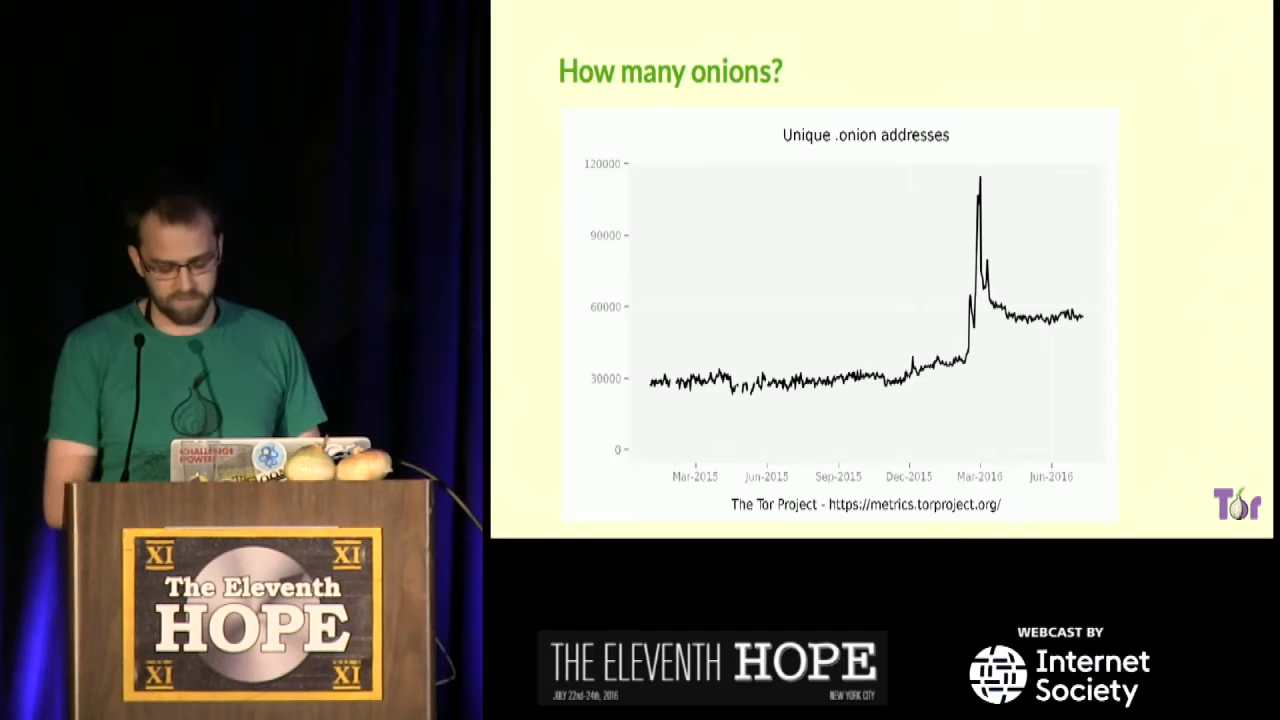 How many onions?
Unique .onion addresses
120000
90000
60000
30000
0
Mar-2015 Jun-2015 Sep-2015 Dec-2015 Mar-2016 Jun-2016
The Tor Project - https://metrics.torproject.org/
Tor
CHALLENGE
POWER
XI XI
The Eleventh
HOPE
XI XI
THE ELEVENTH HOPE
JULY 22nd-24th, 2016 NEW YORK CITY
WEBCAST BY
Internet
Society